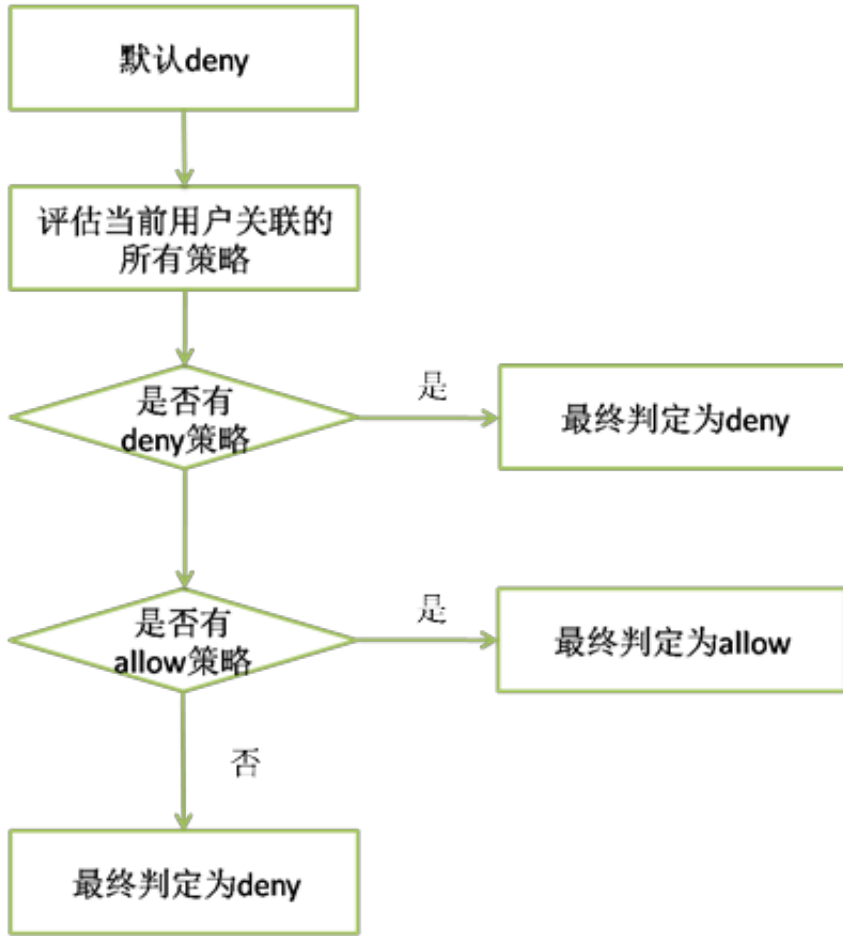 默认deny
评估当前用户关联的
所有策略
是否有
deny策略
是
最终判定为deny
是否有
allow策略
是
最终判定为allow
否
最终判定为deny